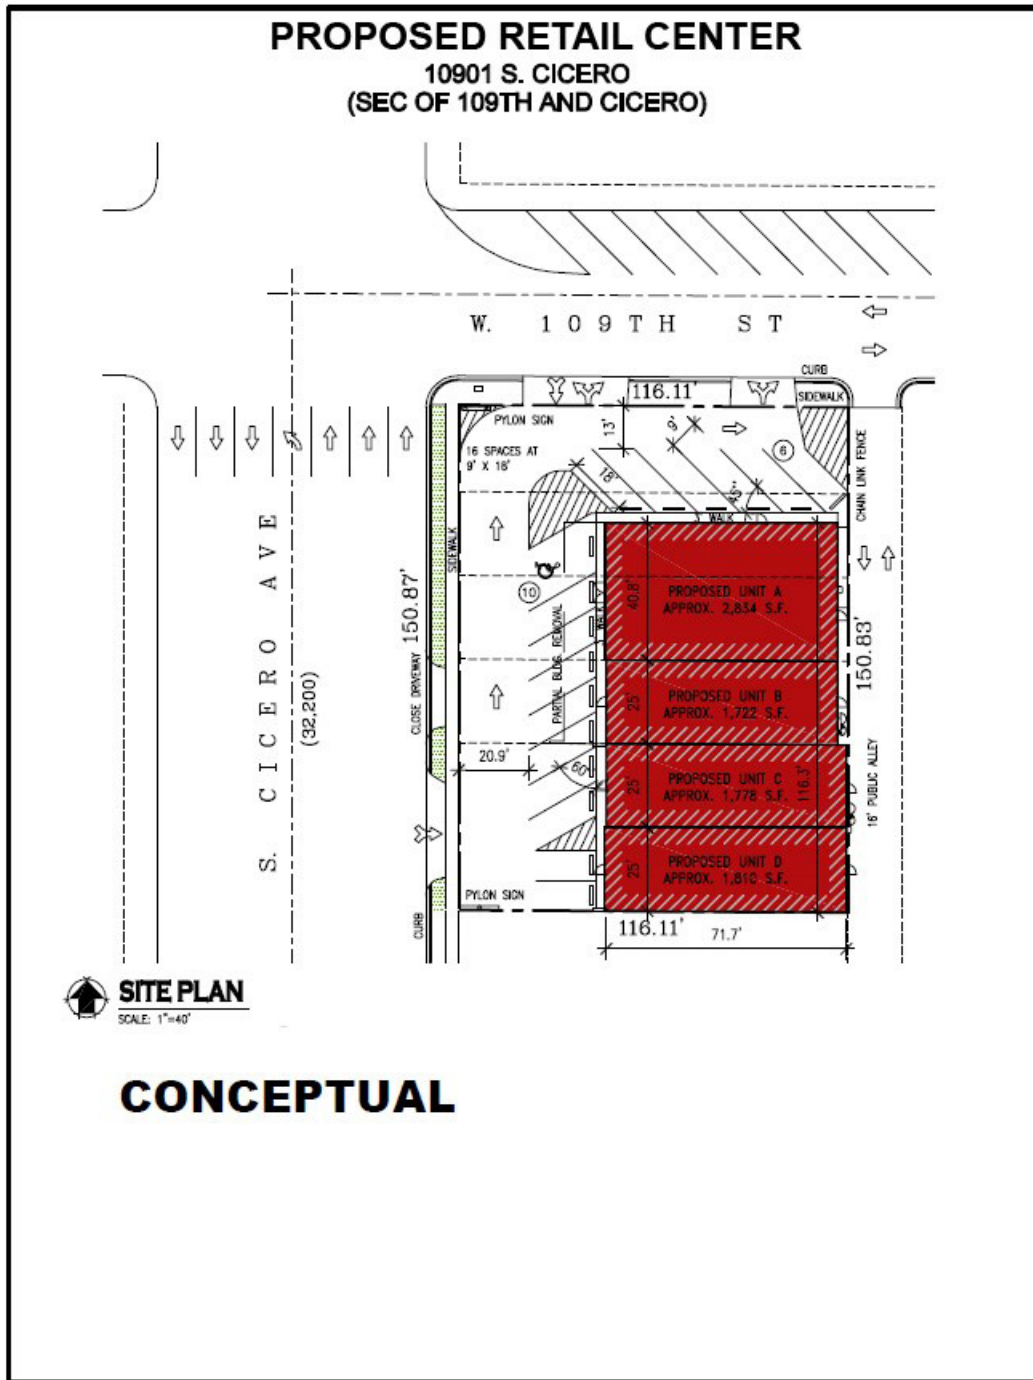 PROPOSED RETAIL CENTER
10901 S. CICERO
(SEC OF 109TH AND CICERO)
W. 109TH ST
CURB
116.11'
SIDEWALK
PYLON SIGN
16 SPACES AT
9' X 18'
13'
9'
6
18'
45°
CHAIN LINK FENCE
WALK
SIDEWALK
S. CICERO AVE
(32,200)
150.87'
CLOSE DRIVEWAY
10
PARTIAL BLDG. REMOVAL
WALK
40.8'
PROPOSED UNIT A
APPROX. 2,834 S.F.
150.83'
25'
PROPOSED UNIT B
APPROX. 1,722 S.F.
20.9'
60°
25'
PROPOSED UNIT C
APPROX. 1,778 S.F.
116.3'
16' PUBLIC ALLEY
25'
PROPOSED UNIT D
APPROX. 1,810 S.F.
PYLON SIGN
CURB
116.11'
71.7'
SITE PLAN
SCALE: 1"=40'
CONCEPTUAL